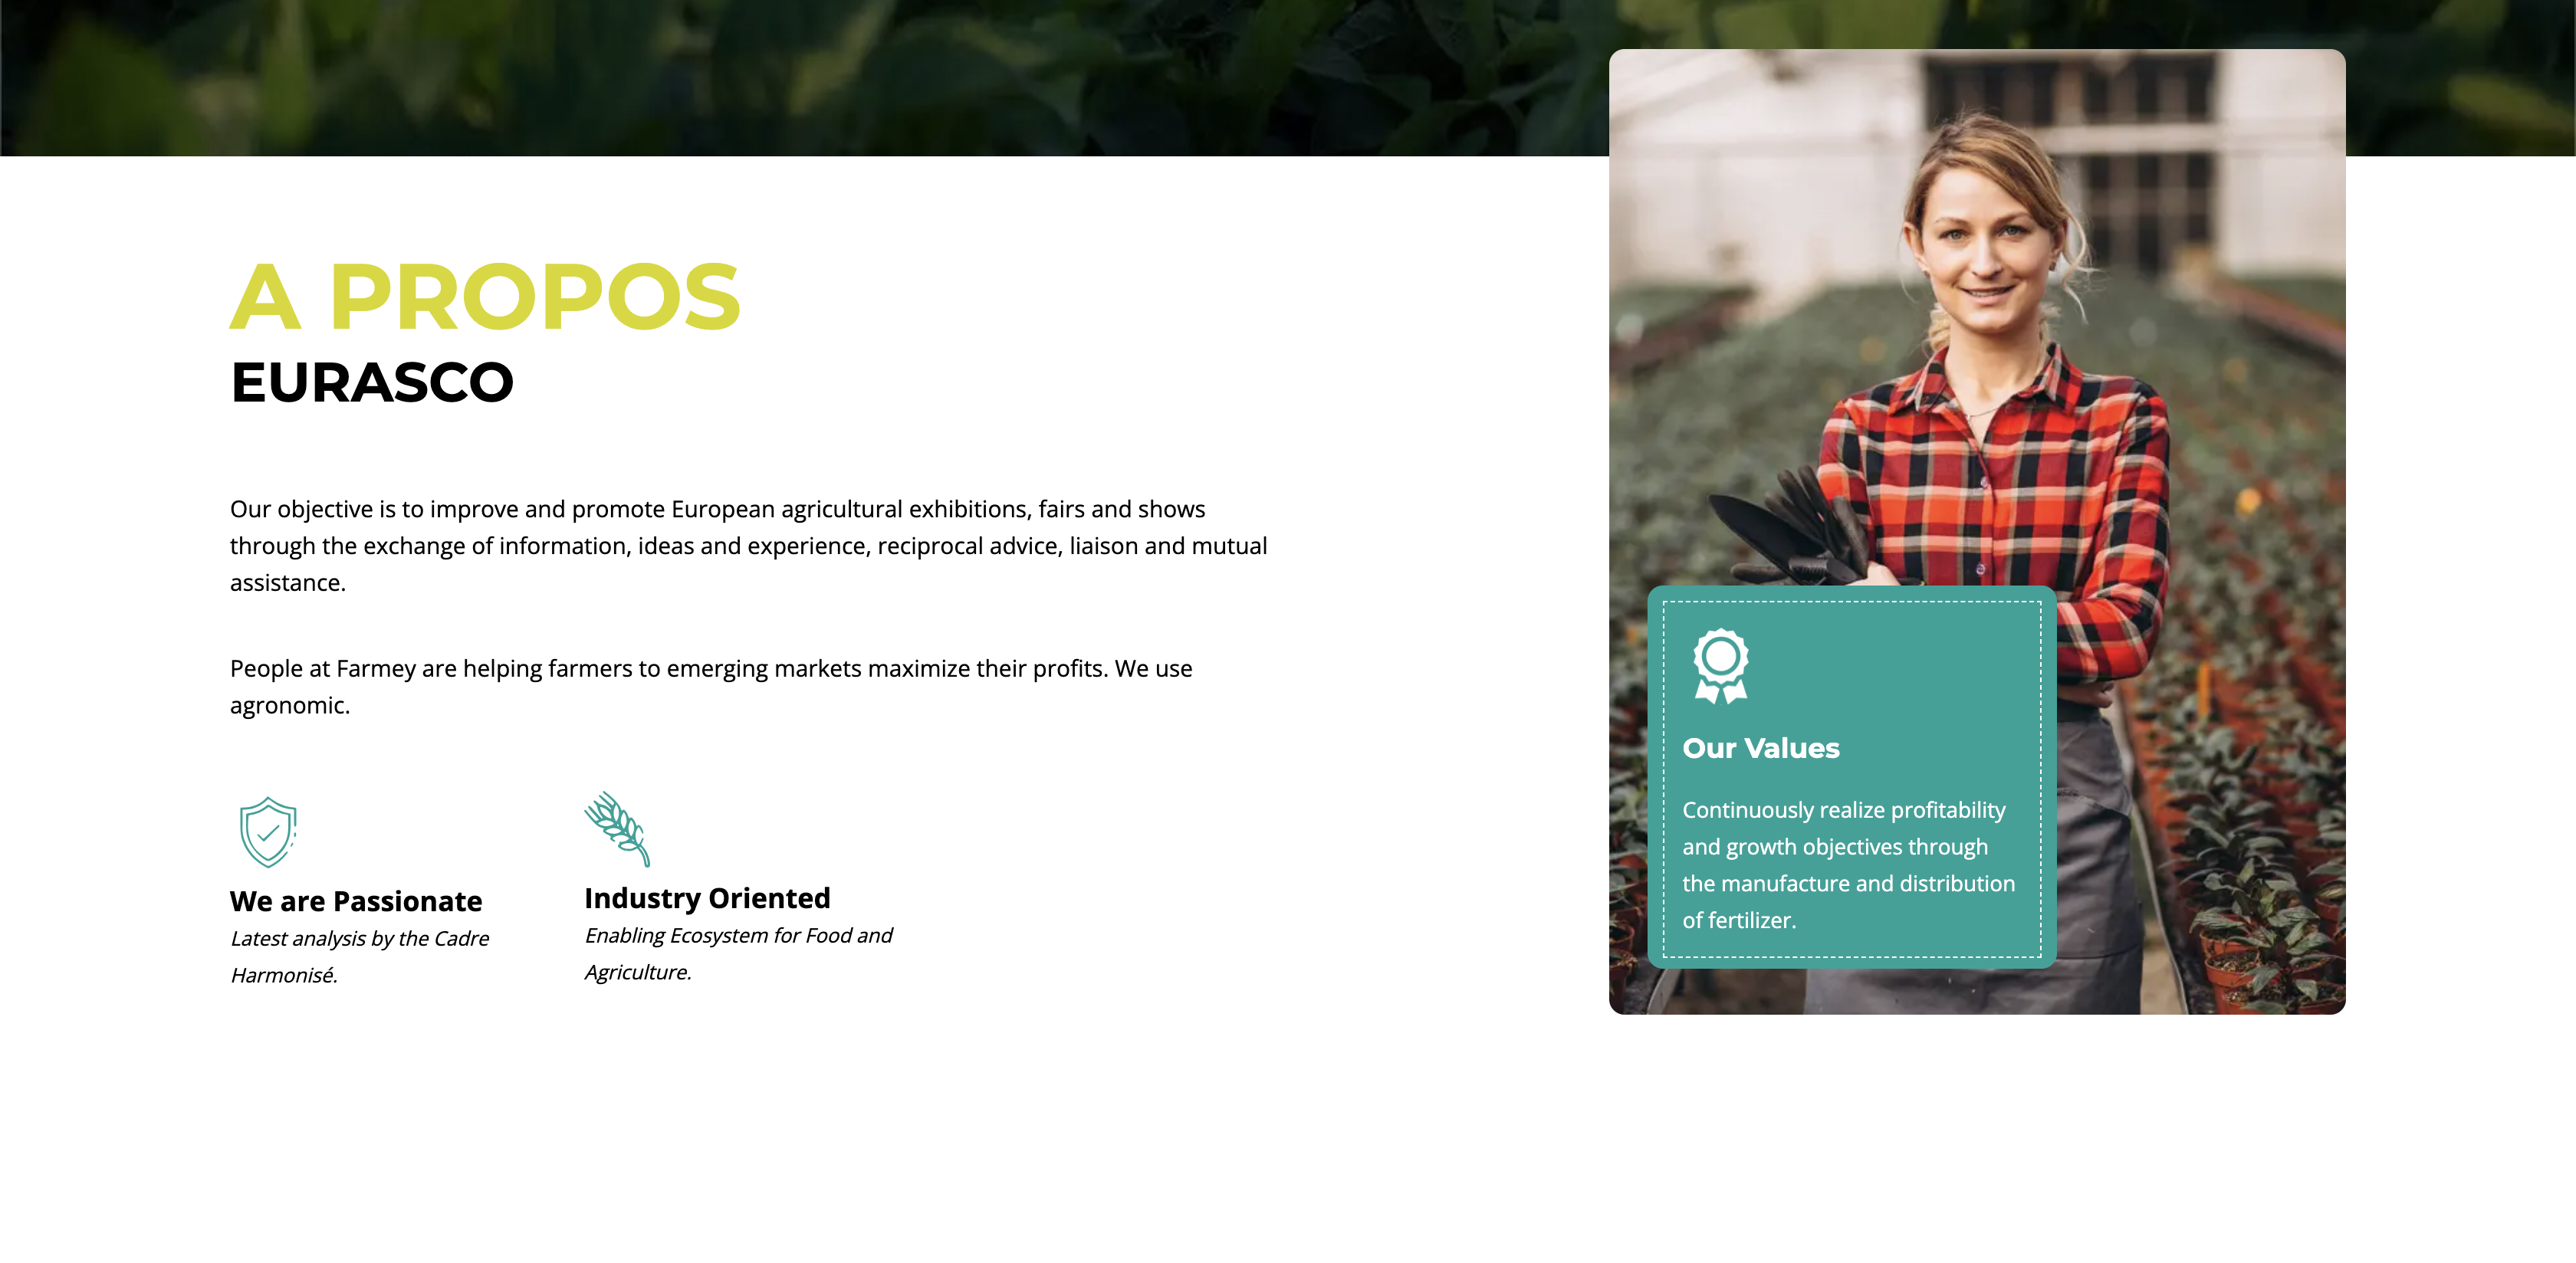 A PROPOS
EURASCO
Our objective is to improve and promote European agricultural exhibitions, fairs and shows
through the exchange of information, ideas and experience, reciprocal advice, liaison and mutual
assistance.
People at Farmey are helping farmers to emerging markets maximize their profits. We use
agronomic.
We are Passionate
Latest analysis by the Cadre
Harmonisé.
Industry Oriented
Enabling Ecosystem for Food and
Agriculture.
Our Values
Continuously realize profitability
and growth objectives through
the manufacture and distribution
of fertilizer.